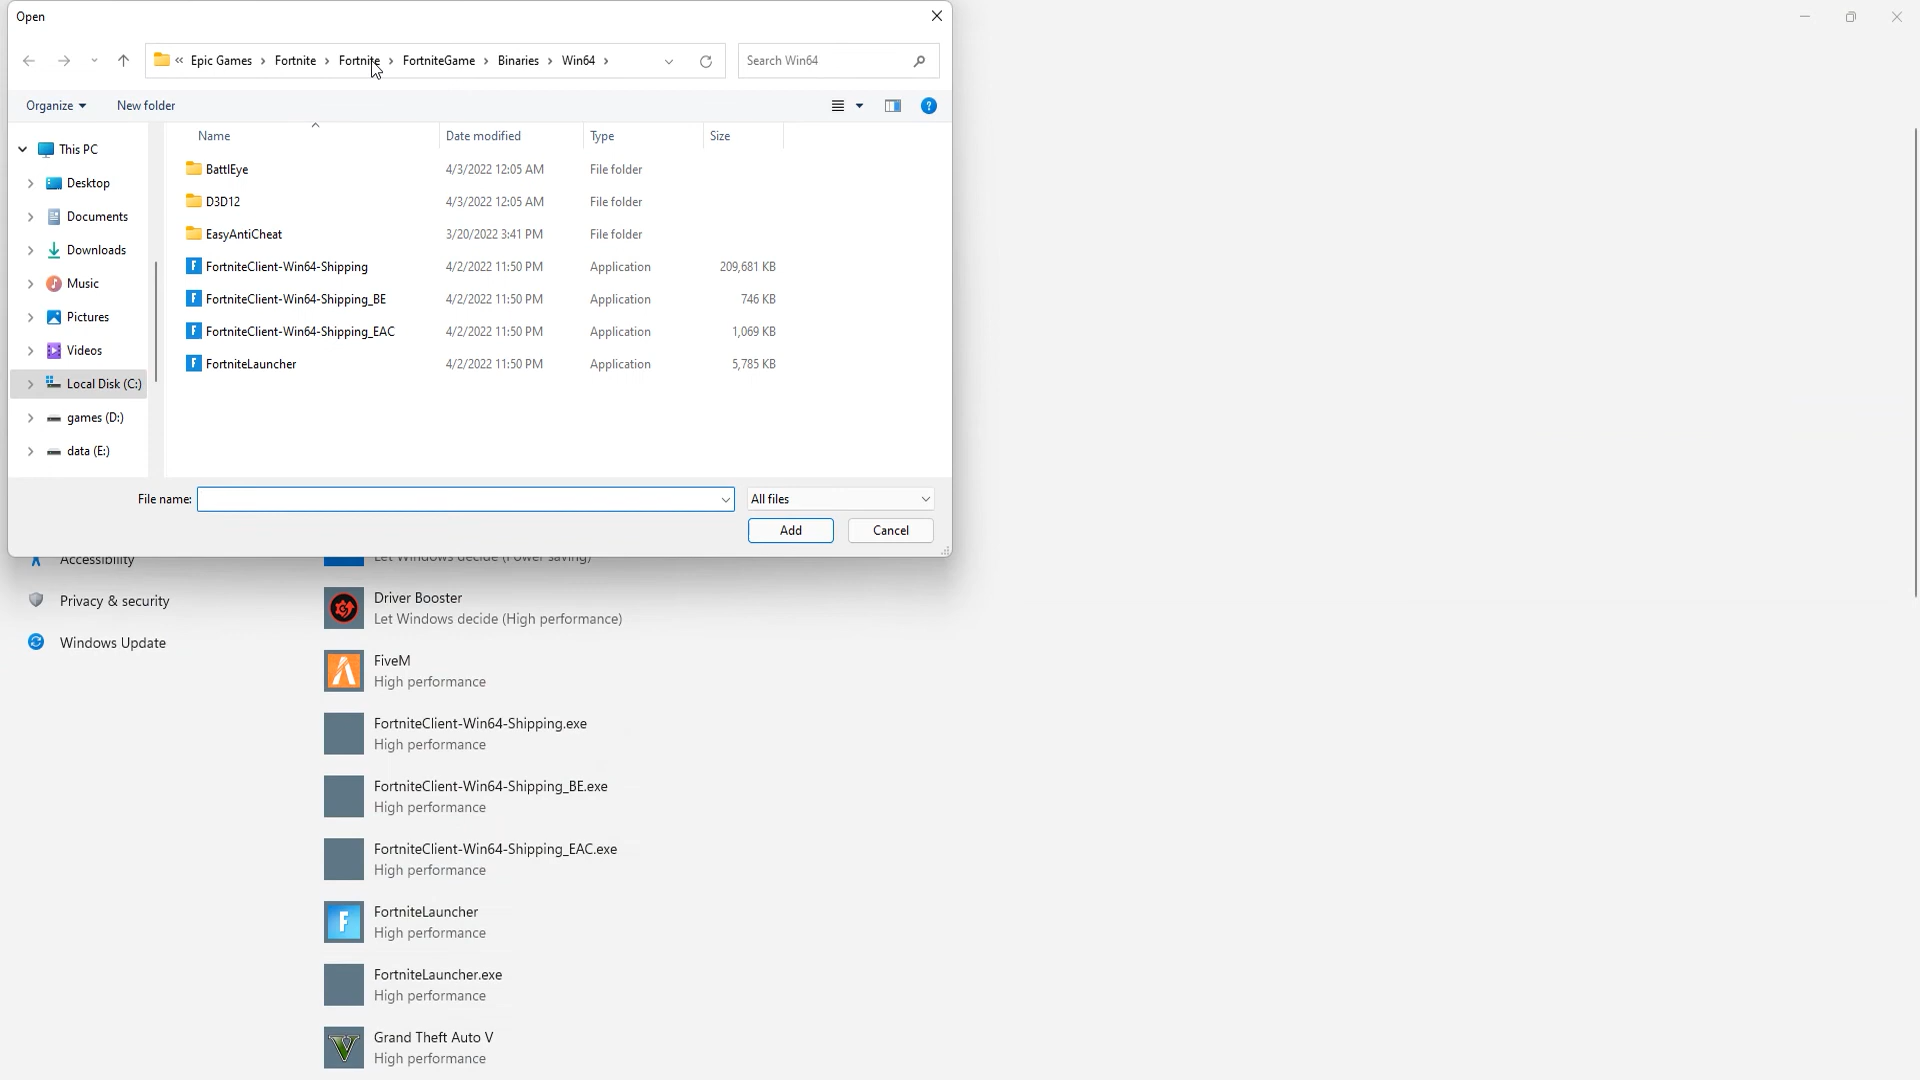 Open
« Epic Games > Fortnite > Fortnite > FortniteGame > Binaries > Win64 >
Search Win64
Organize
New folder
Name
Date modified
Type
Size
This PC
Desktop
Documents
Downloads
Music
Pictures
Videos
Local Disk (C:)
games (D:)
data (E:)
BattlEye 4/3/2022 12:05 AM File folder
D3D12 4/3/2022 12:05 AM File folder
EasyAntiCheat 3/20/2022 3:41 PM File folder
FortniteClient-Win64-Shipping 4/2/2022 11:50 PM Application 209,681 KB
FortniteClient-Win64-Shipping_BE 4/2/2022 11:50 PM Application 746 KB
FortniteClient-Win64-Shipping_EAC 4/2/2022 11:50 PM Application 1,069 KB
FortniteLauncher 4/2/2022 11:50 PM Application 5,785 KB
File name:
All files
Add
Cancel
Accessibility
Privacy & security
Windows Update
Let Windows decide (Power saving)
Driver Booster
Let Windows decide (High performance)
FiveM
High performance
FortniteClient-Win64-Shipping.exe
High performance
FortniteClient-Win64-Shipping_BE.exe
High performance
FortniteClient-Win64-Shipping_EAC.exe
High performance
FortniteLauncher
High performance
FortniteLauncher.exe
High performance
Grand Theft Auto V
High performance